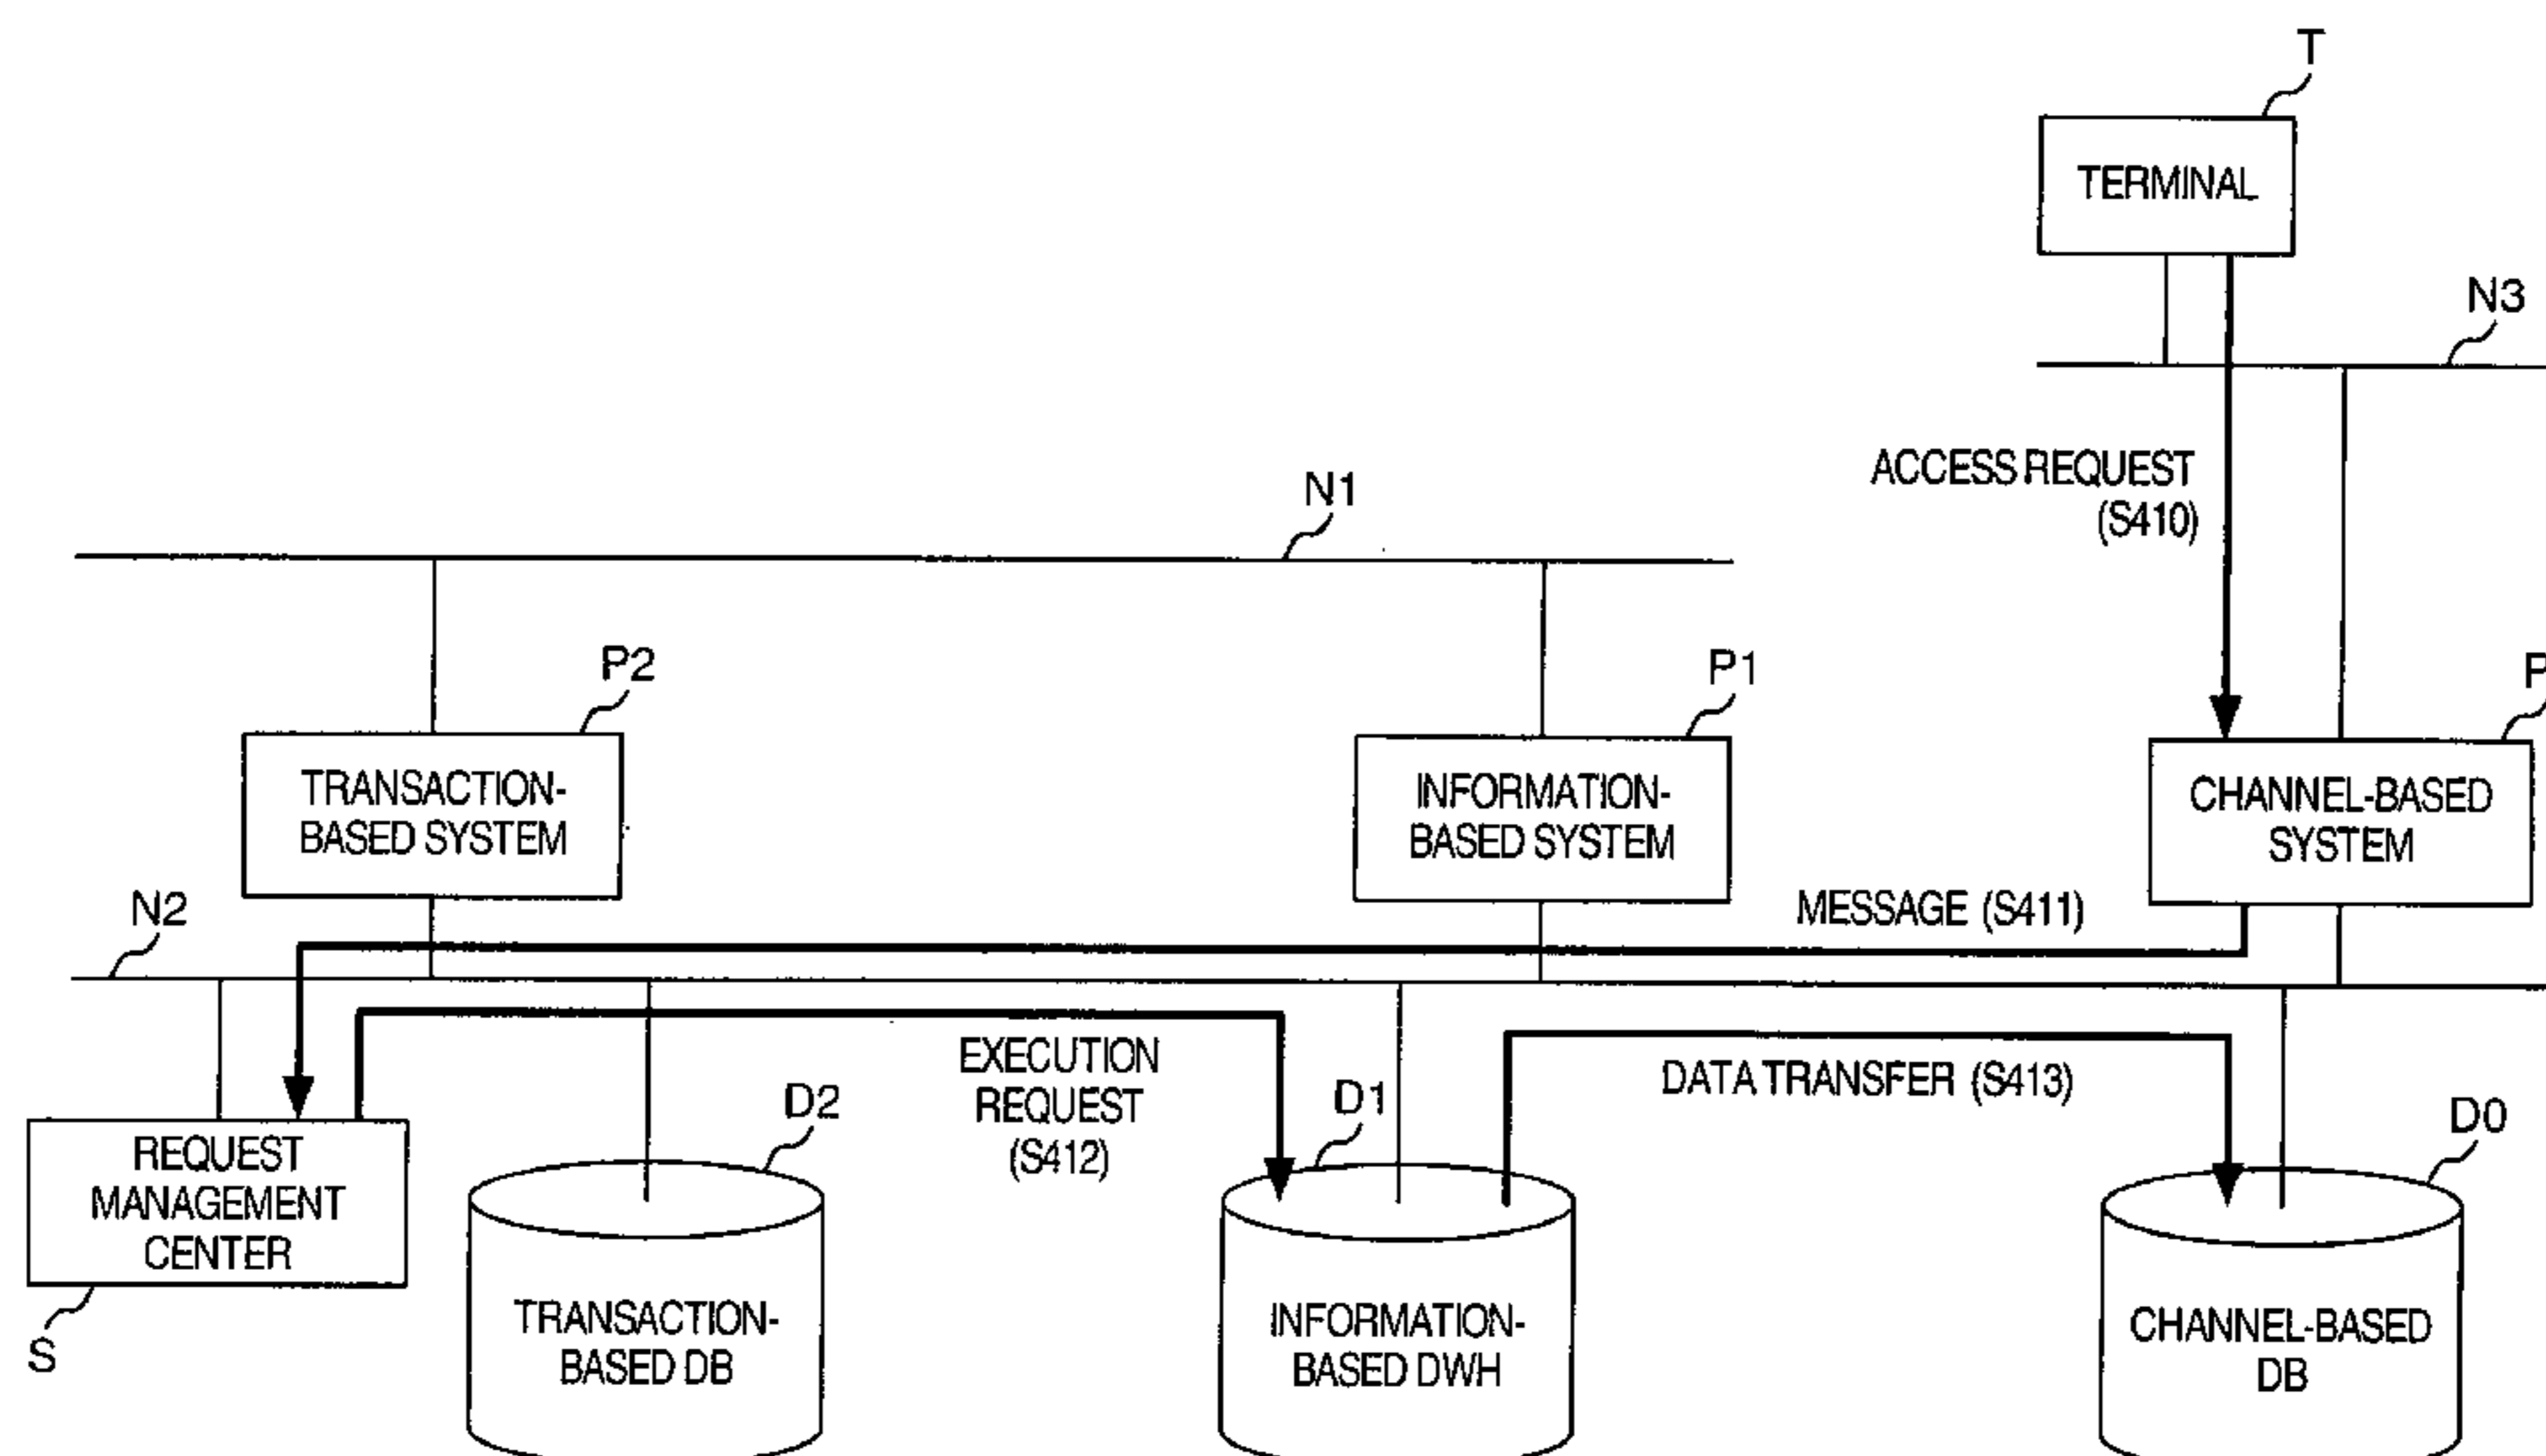 T
TERMINAL
N3
ACCESS REQUEST
(S410)
N1
P2
P1
P
TRANSACTION-
BASED SYSTEM
INFORMATION-
BASED SYSTEM
CHANNEL-BASED
SYSTEM
N2
MESSAGE (S411)
EXECUTION
REQUEST
(S412)
DATA TRANSFER (S413)
D2
D1
D0
REQUEST
MANAGEMENT
CENTER
S
TRANSACTION-
BASED DB
INFORMATION-
BASED DWH
CHANNEL-BASED
DB